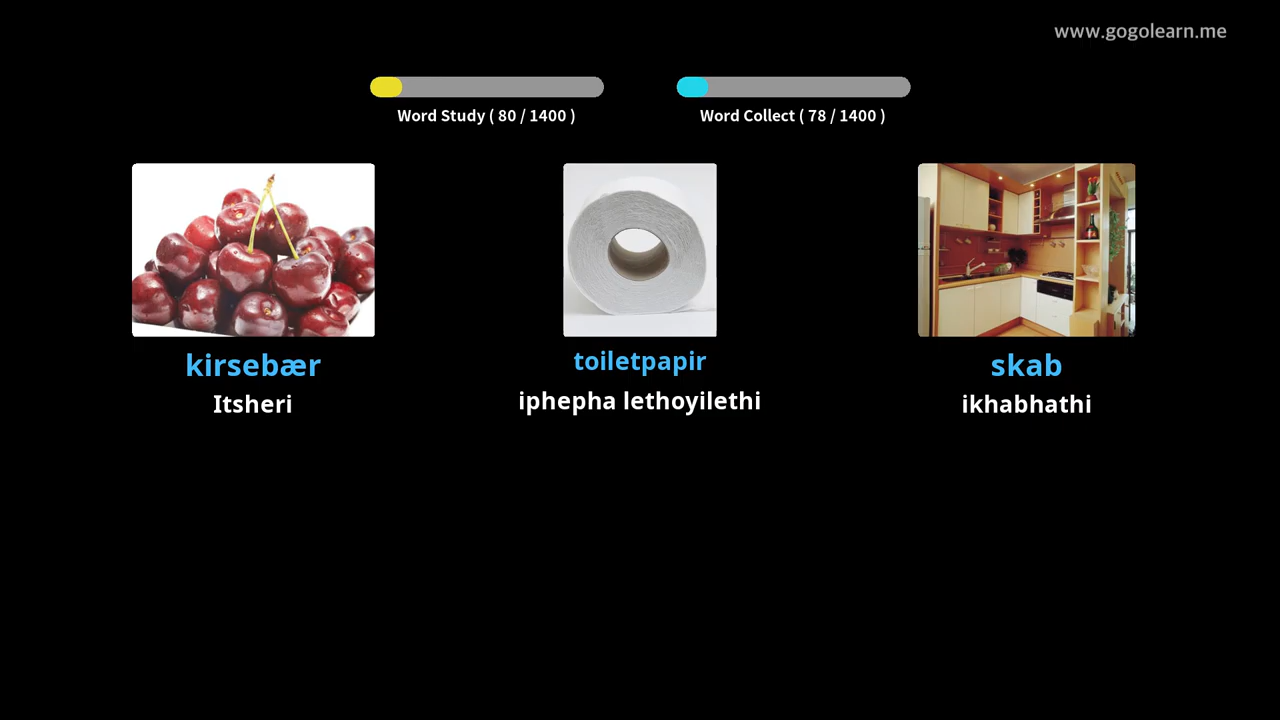 www.gogolearn.me
Word Study ( 80 / 1400 )
Word Collect ( 78 / 1400 )
kirsebær
Itsheri
toiletpapir
iphepha lethoyilethi
skab
ikhabhathi